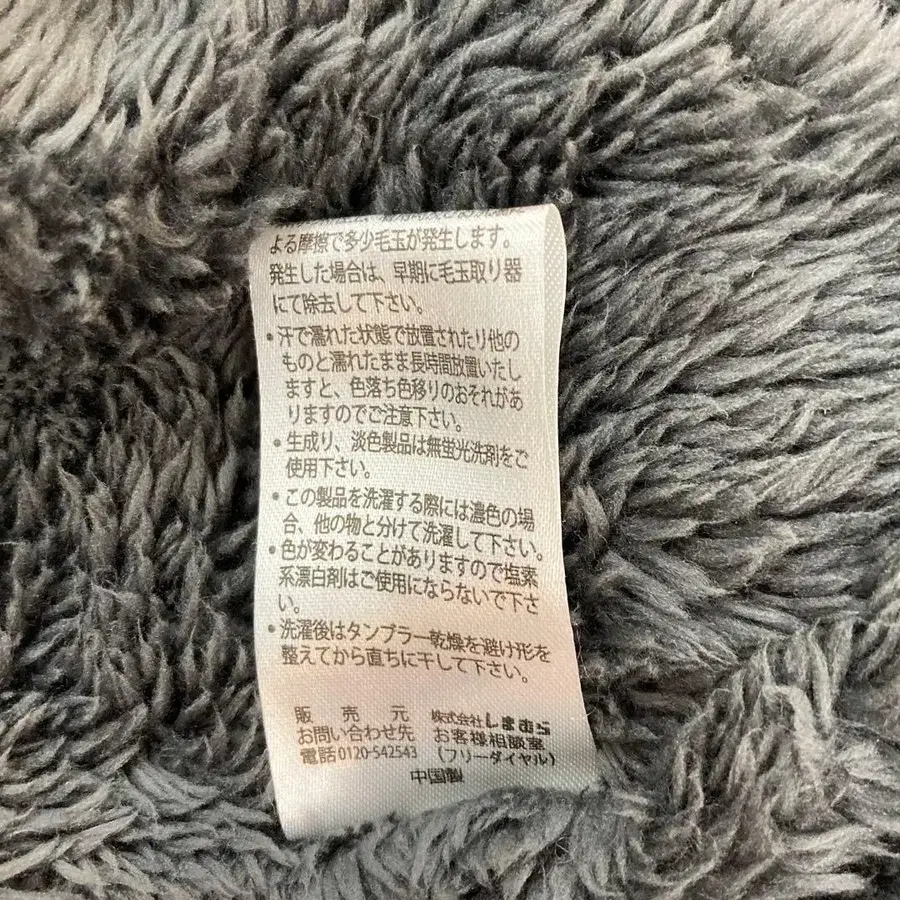 よる摩擦で多少毛玉が発生します。
発生した場合は、早期に毛玉取り器
にて除去して下さい。
・汗で濡れた状態で放置されたり他の
ものと濡れたまま長時間放置いたし
ますと、色落ち色移りのおそれがあ
りますのでご注意下さい。
・生成り、淡色製品は無蛍光洗剤をご
使用下さい。
・この製品を洗濯する際には濃色の場
合、他の物と分けて洗濯して下さい。
・色が変わることがありますので塩素
系漂白剤はご使用にならないで下さ
い。
・洗濯後はタンブラー乾燥を避け形を
整えてから直ちに干して下さい。
販売元 株式会社しまむら
お問い合わせ先 お客様相談室
電話0120-542543 (フリーダイヤル)
中国製